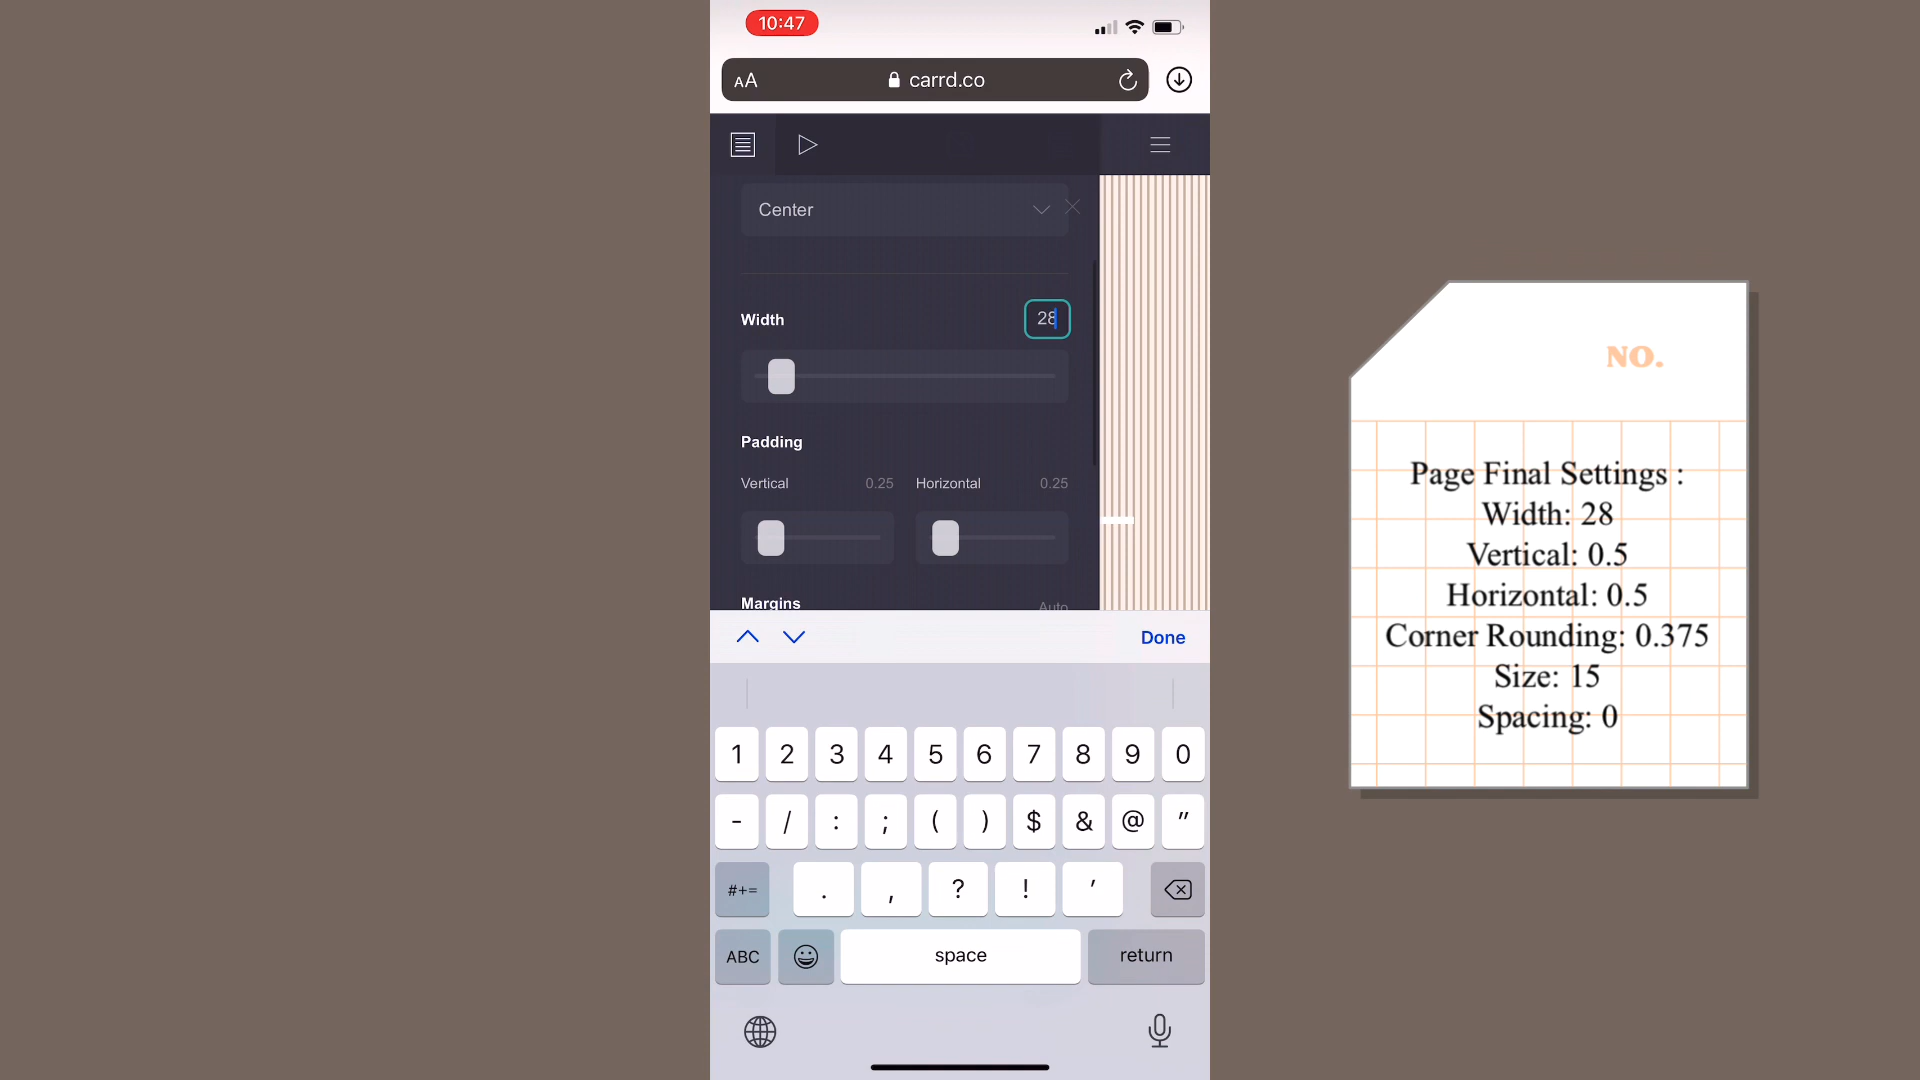 10:47
AA
carrd.co
Center
Width
28
Padding
Vertical 0.25 Horizontal 0.25
Margins Auto
Done
1 2 3 4 5 6 7 8 9 0
- / : ; ( ) $ & @ "
#+= . , ? ! '
ABC space return
NO.
Page Final Settings :
Width: 28
Vertical: 0.5
Horizontal: 0.5
Corner Rounding: 0.375
Size: 15
Spacing: 0